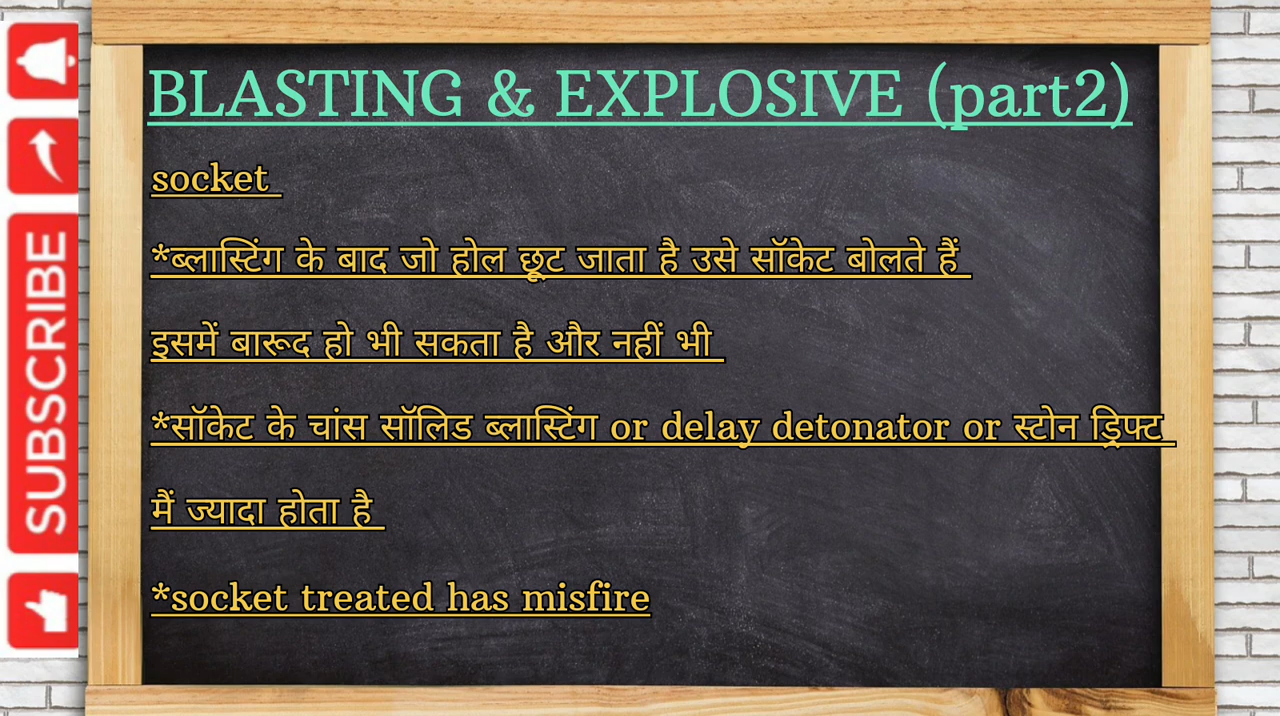 SUBSCRIBE
BLASTING & EXPLOSIVE (part2)
socket
*ब्लास्टिंग के बाद जो होल छूट जाता है उसे सॉकेट बोलते हैं
इसमें बारूद हो भी सकता है और नहीं भी
*सॉकेट के चांस सॉलिड ब्लास्टिंग or delay detonator or स्टोन ड्रिफ्ट
मैं ज्यादा होता है
*socket treated has misfire